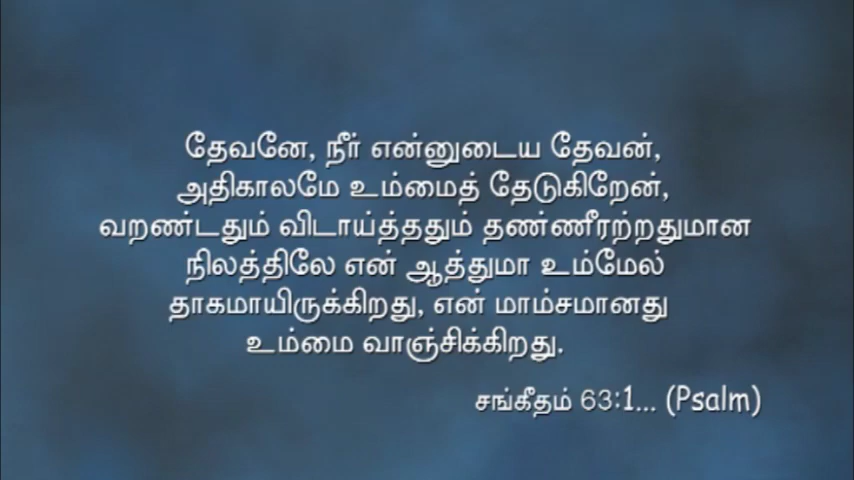 தேவனே, நீர் என்னுடைய தேவன்,
அதிகாலமே உம்மைத் தேடுகிறேன்,
வறண்டதும் விடாய்த்ததும் தண்ணீரற்றதுமான
நிலத்திலே என் ஆத்துமா உம்மேல்
தாகமாயிருக்கிறது, என் மாம்சமானது
உம்மை வாஞ்சிக்கிறது.
சங்கீதம் 63:1... (Psalm)